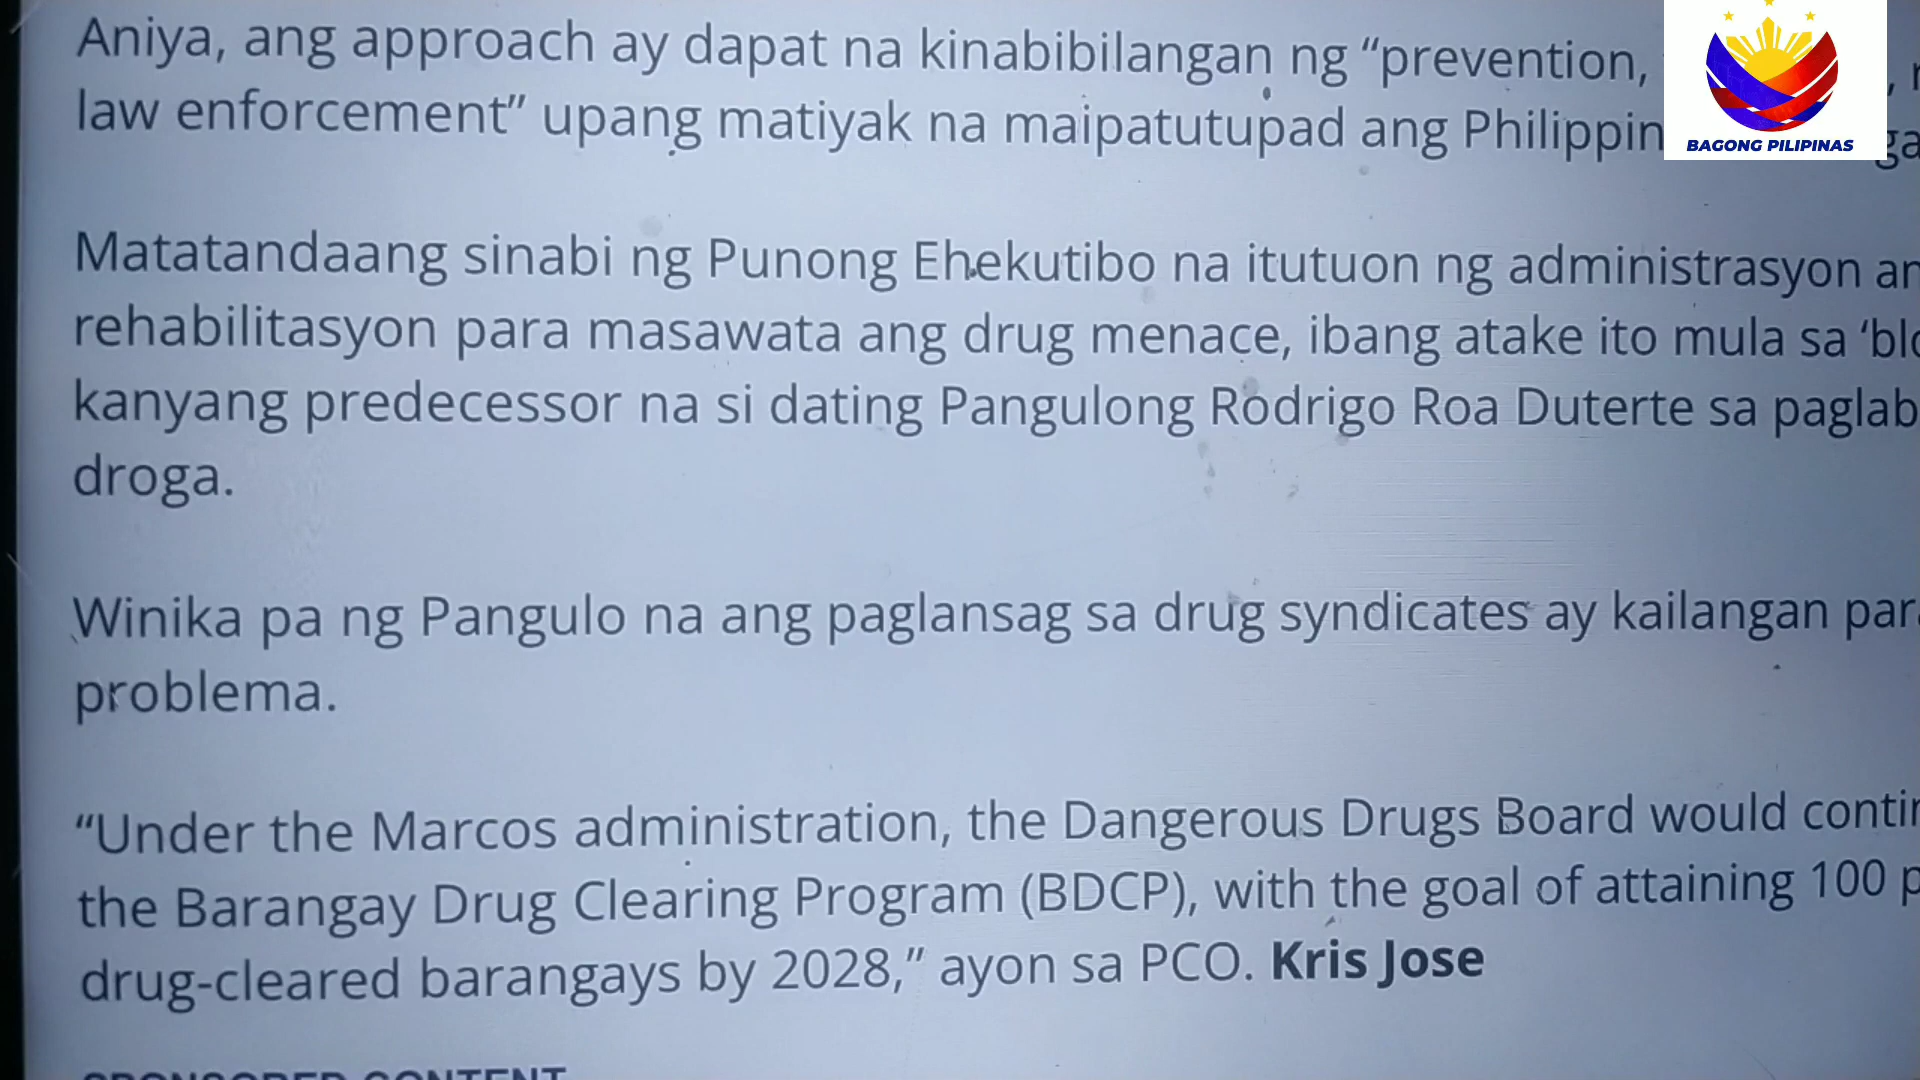 Aniya, ang approach ay dapat na kinabibilangan ng “prevention,
law enforcement” upang matiyak na maipatutupad ang
BAGONG PILIPINAS
Matatandaang sinabi ng Punong Ehekutibo na itutuon ng administrasyon
rehabilitasyon para masawata ang drug menace, ibang atake ito mula sa
kanyang predecessor na si dating Pangulong Rodrigo Roa Duterte sa
droga.
Winika pa ng Pangulo na ang paglansag sa drug syndicates ay kailangan
problema.
“Under the Marcos administration, the Dangerous Drugs Board would
the Barangay Drug Clearing Program (BDCP), with the goal of attaining 100
drug-cleared barangays by 2028,” ayon sa PCO. Kris Jose
SPONSORED CONTENT